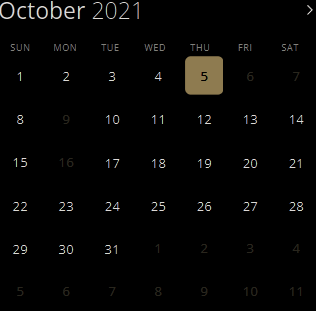 October 2021
SUN MON TUE WED THU FRI SAT
1 2 3 4 5 6 7
8 9 10 11 12 13 14
15 16 17 18 19 20 21
22 23 24 25 26 27 28
29 30 31 1 2 3 4
5 6 7 8 9 10 11